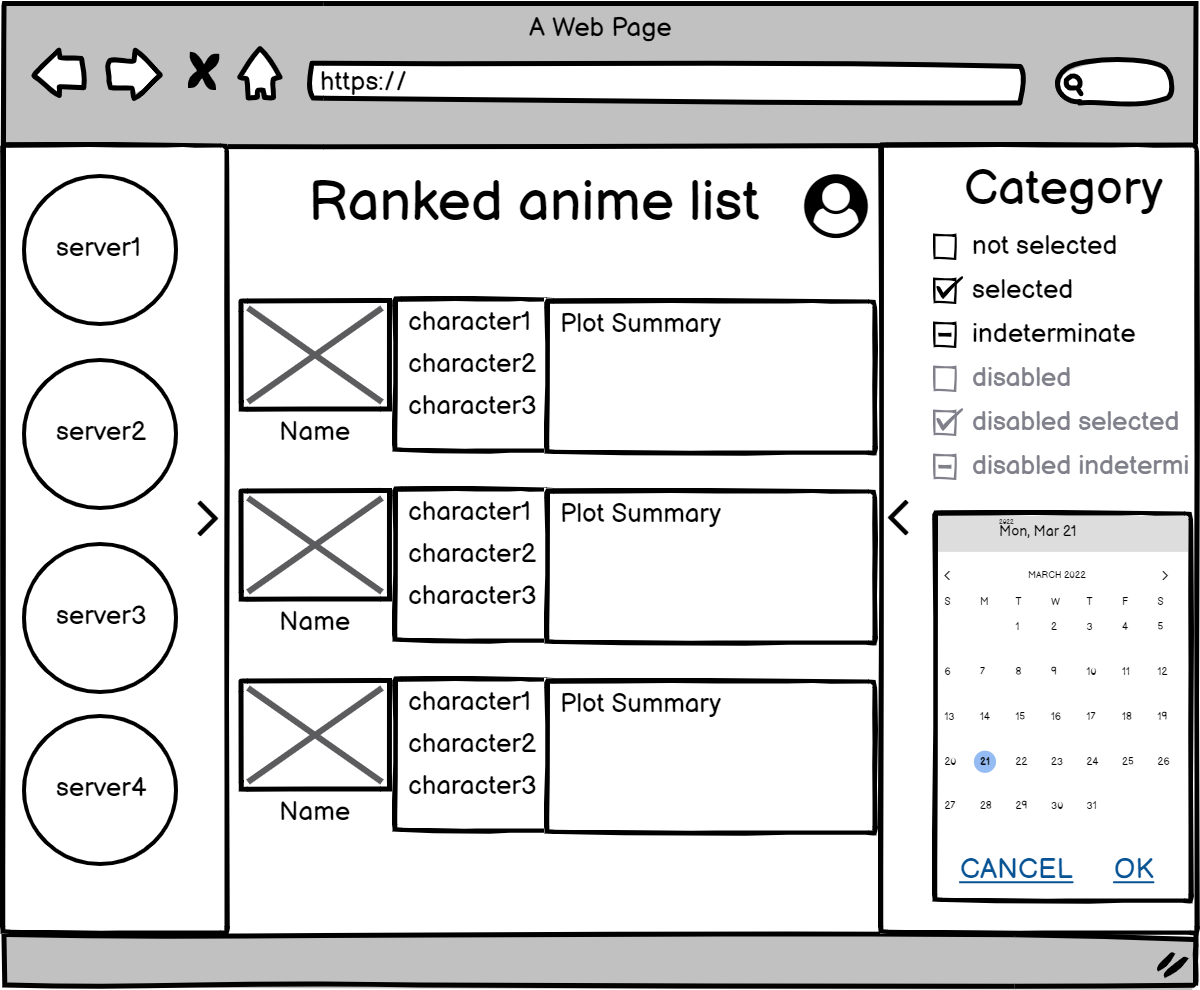 A Web Page
https://
server1
server2
server3
server4
Ranked anime list
character1
character2
character3
Plot Summary
Name
character1
character2
character3
Plot Summary
Name
character1
character2
character3
Plot Summary
Name
Category
not selected
selected
indeterminate
disabled
disabled selected
disabled indetermi
2022
Mon, Mar 21
MARCH 2022
S M T W T F S
1 2 3 4 5
6 7 8 9 10 11 12
13 14 15 16 17 18 19
20 21 22 23 24 25 26
27 28 29 30 31
CANCEL OK